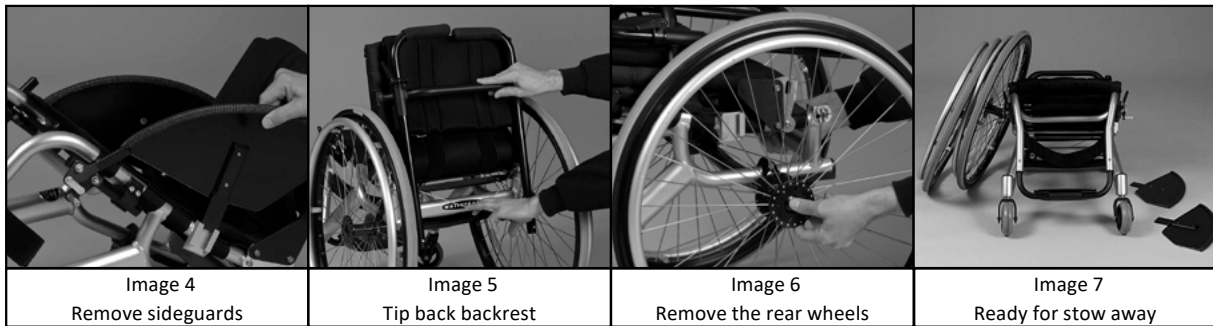 Image 4
Remove sideguards
Image 5
Tip back backrest
Image 6
Remove the rear wheels
Image 7
Ready for stow away